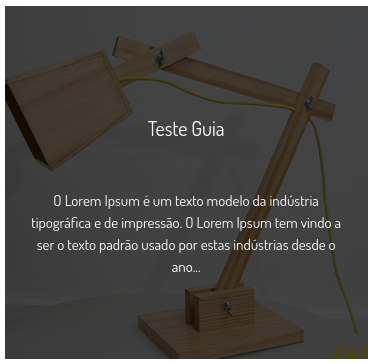 Teste Guia
O Lorem Ipsum é um texto modelo da indústria
tipográfica e de impressão. O Lorem Ipsum tem vindo a
ser o texto padrão usado por estas indústrias desde o
ano...